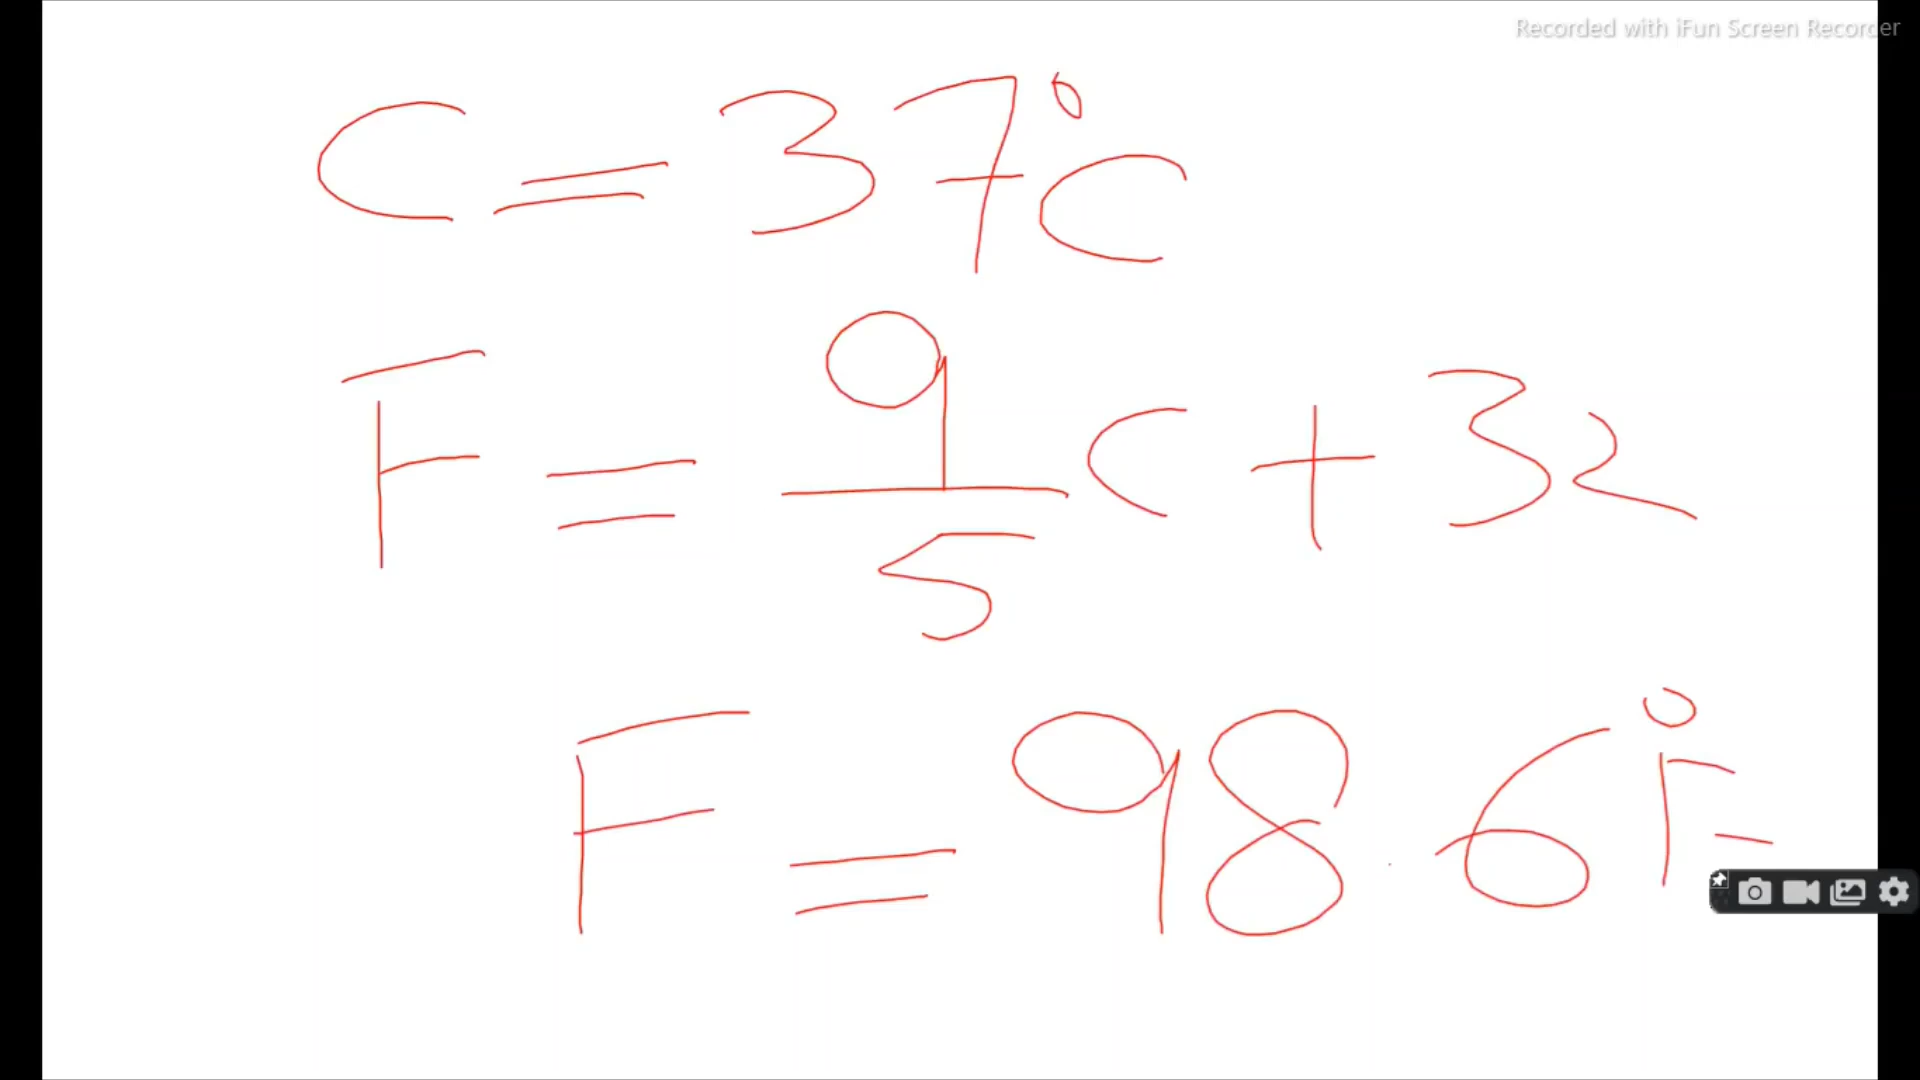 Recorded with iFun Screen Recorder
C = 37°C
F = 9/5 C + 32
F = 98.6°F